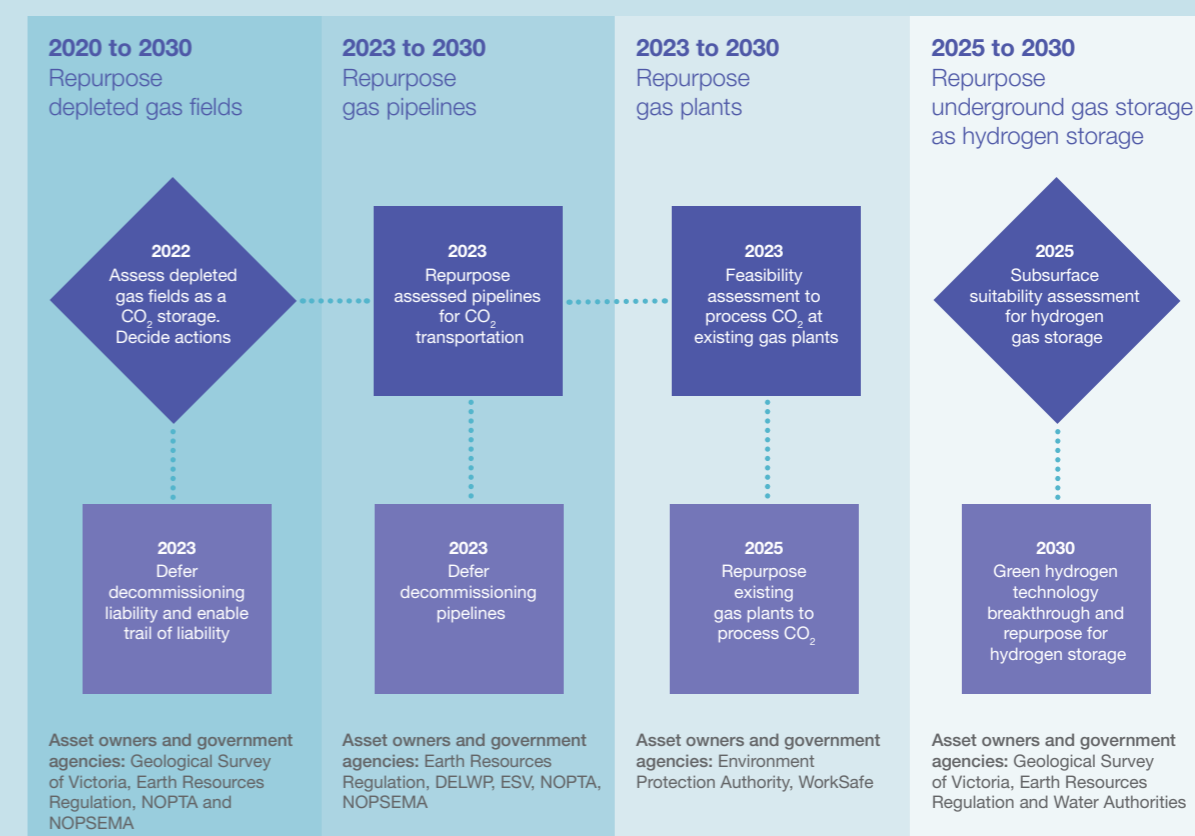 2020 to 2030
Repurpose
depleted gas fields
2022
Assess depleted
gas fields as a
CO₂ storage.
Decide actions
2023
Defer
decommissioning
liability and enable
trail of liability
Asset owners and government
agencies: Geological Survey
of Victoria, Earth Resources
Regulation, NOPTA and
NOPSEMA
2023 to 2030
Repurpose
gas pipelines
2023
Repurpose
assessed pipelines
for CO₂
transportation
2023
Defer
decommissioning
pipelines
Asset owners and government
agencies: Earth Resources
Regulation, DELWP, ESV, NOPTA,
NOPSEMA
2023 to 2030
Repurpose
gas plants
2023
Feasibility
assessment to
process CO₂ at
existing gas plants
2025
Repurpose
existing
gas plants to
process CO₂
Asset owners and government
agencies: Environment
Protection Authority, WorkSafe
2025 to 2030
Repurpose
underground gas storage
as hydrogen storage
2025
Subsurface
suitability assessment
for hydrogen
gas storage
2030
Green hydrogen
technology
breakthrough and
repurpose for
hydrogen storage
Asset owners and government
agencies: Geological Survey
of Victoria, Earth Resources
Regulation and Water Authorities